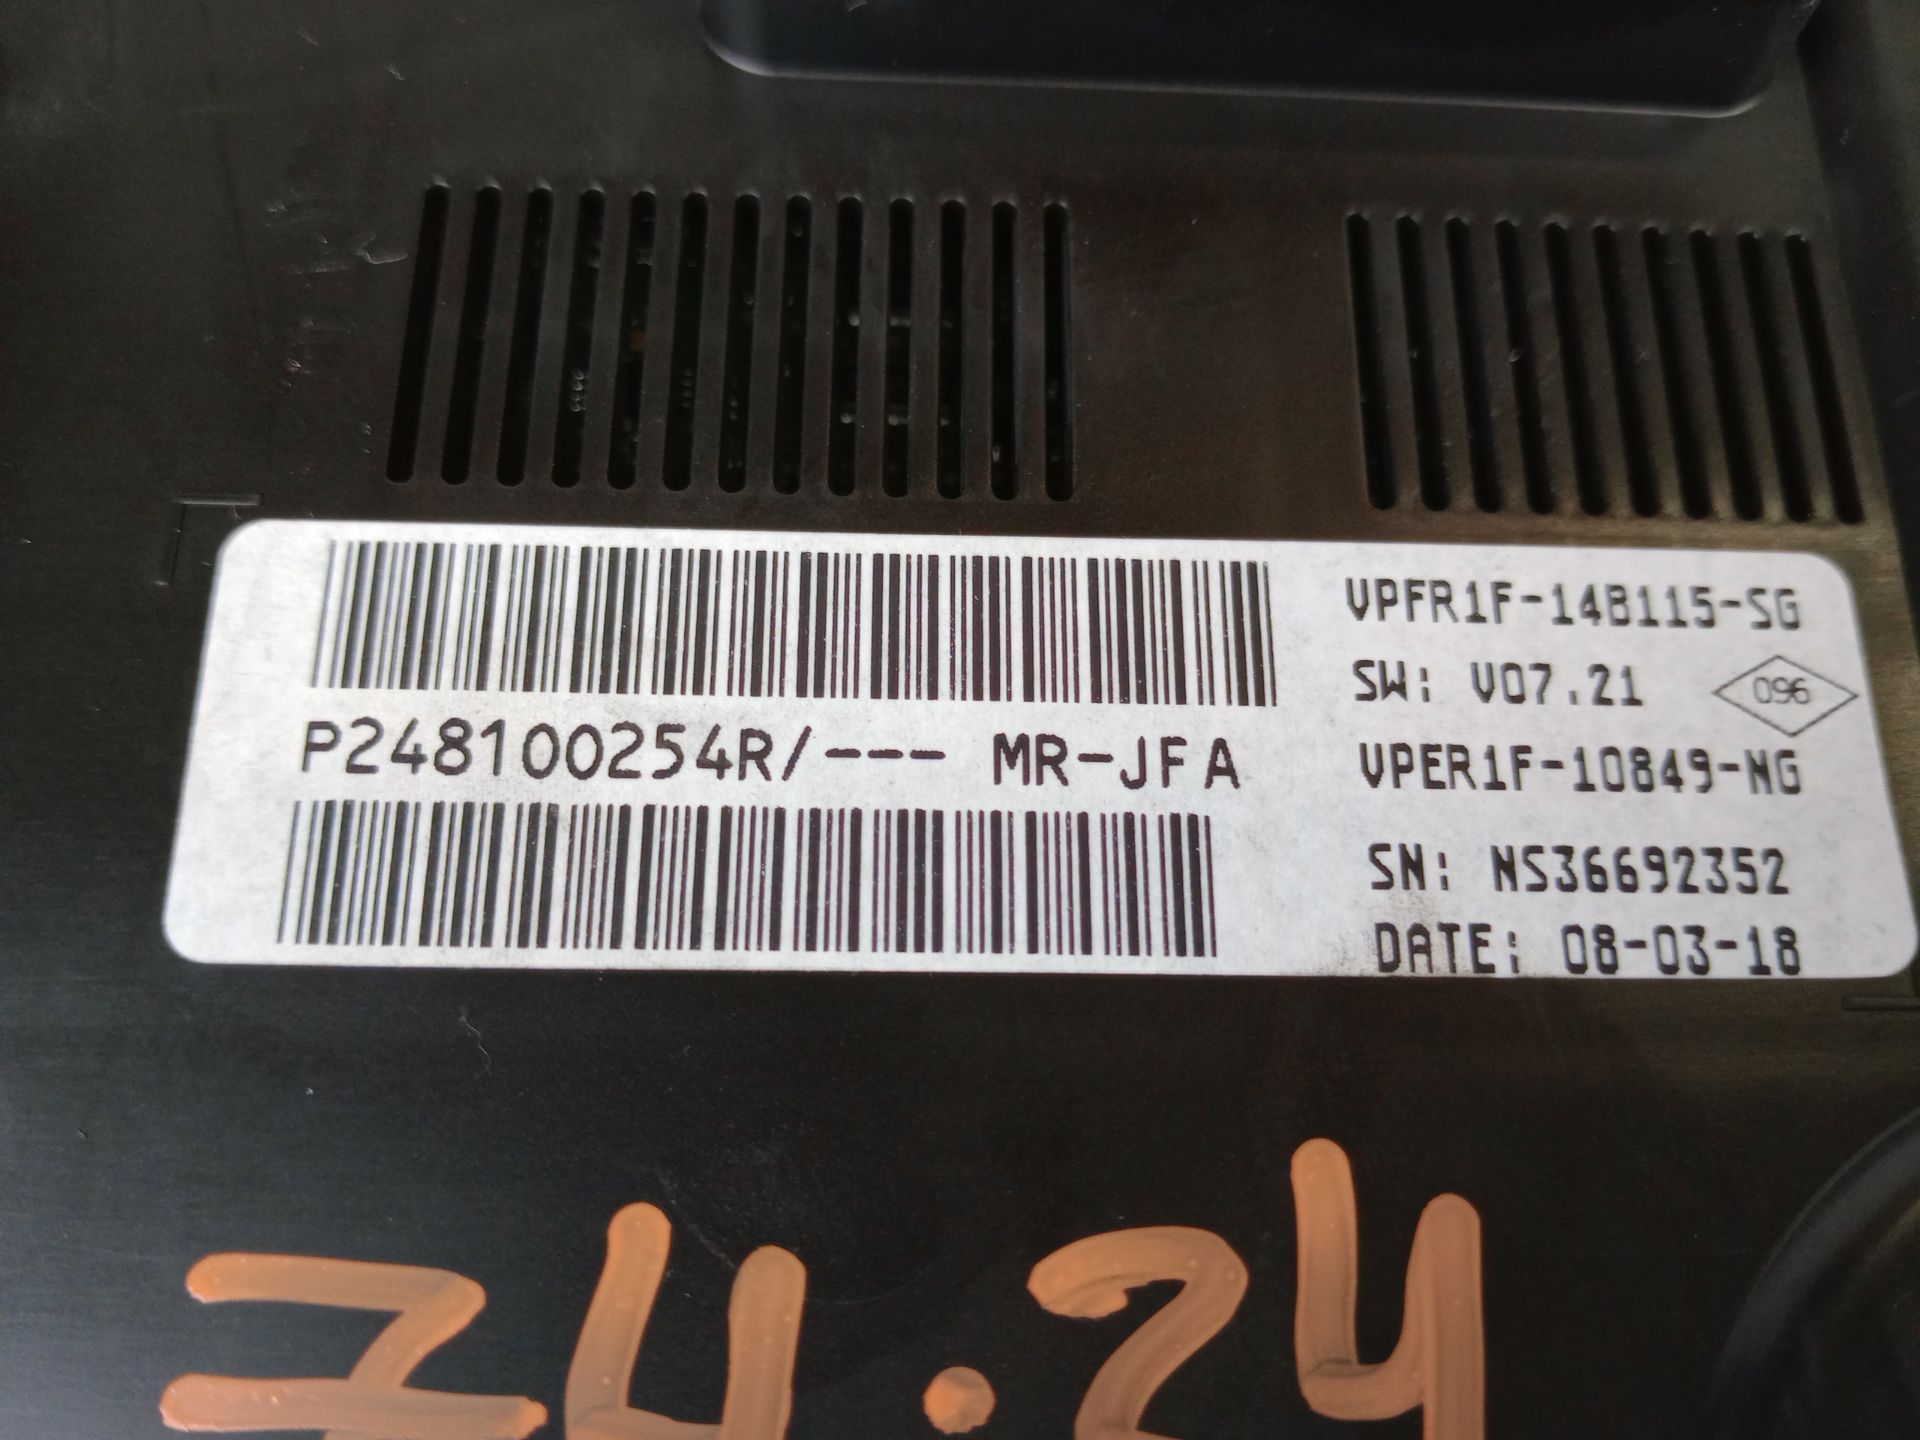 VPFR1F-14B115-SG
SW: V07.21
096
P248100254R/--- MR-JFA
VPER1F-10849-NG
SN: NS36692352
DATE: 08-03-18
74.24